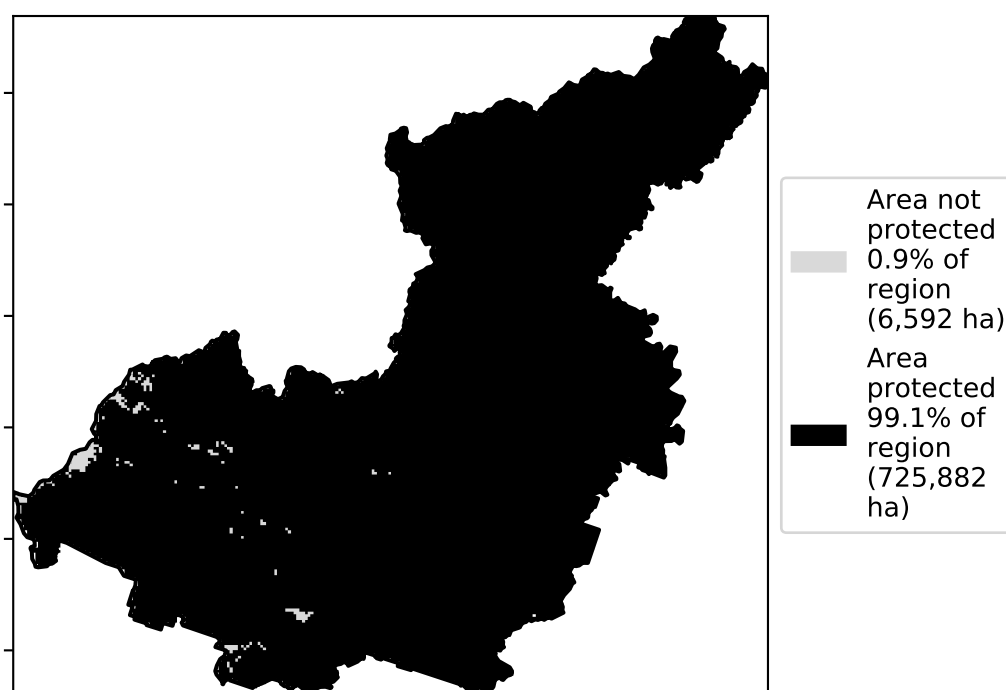 Area not
protected
0.9% of
region
(6,592 ha)
Area
protected
99.1% of
region
(725,882
ha)